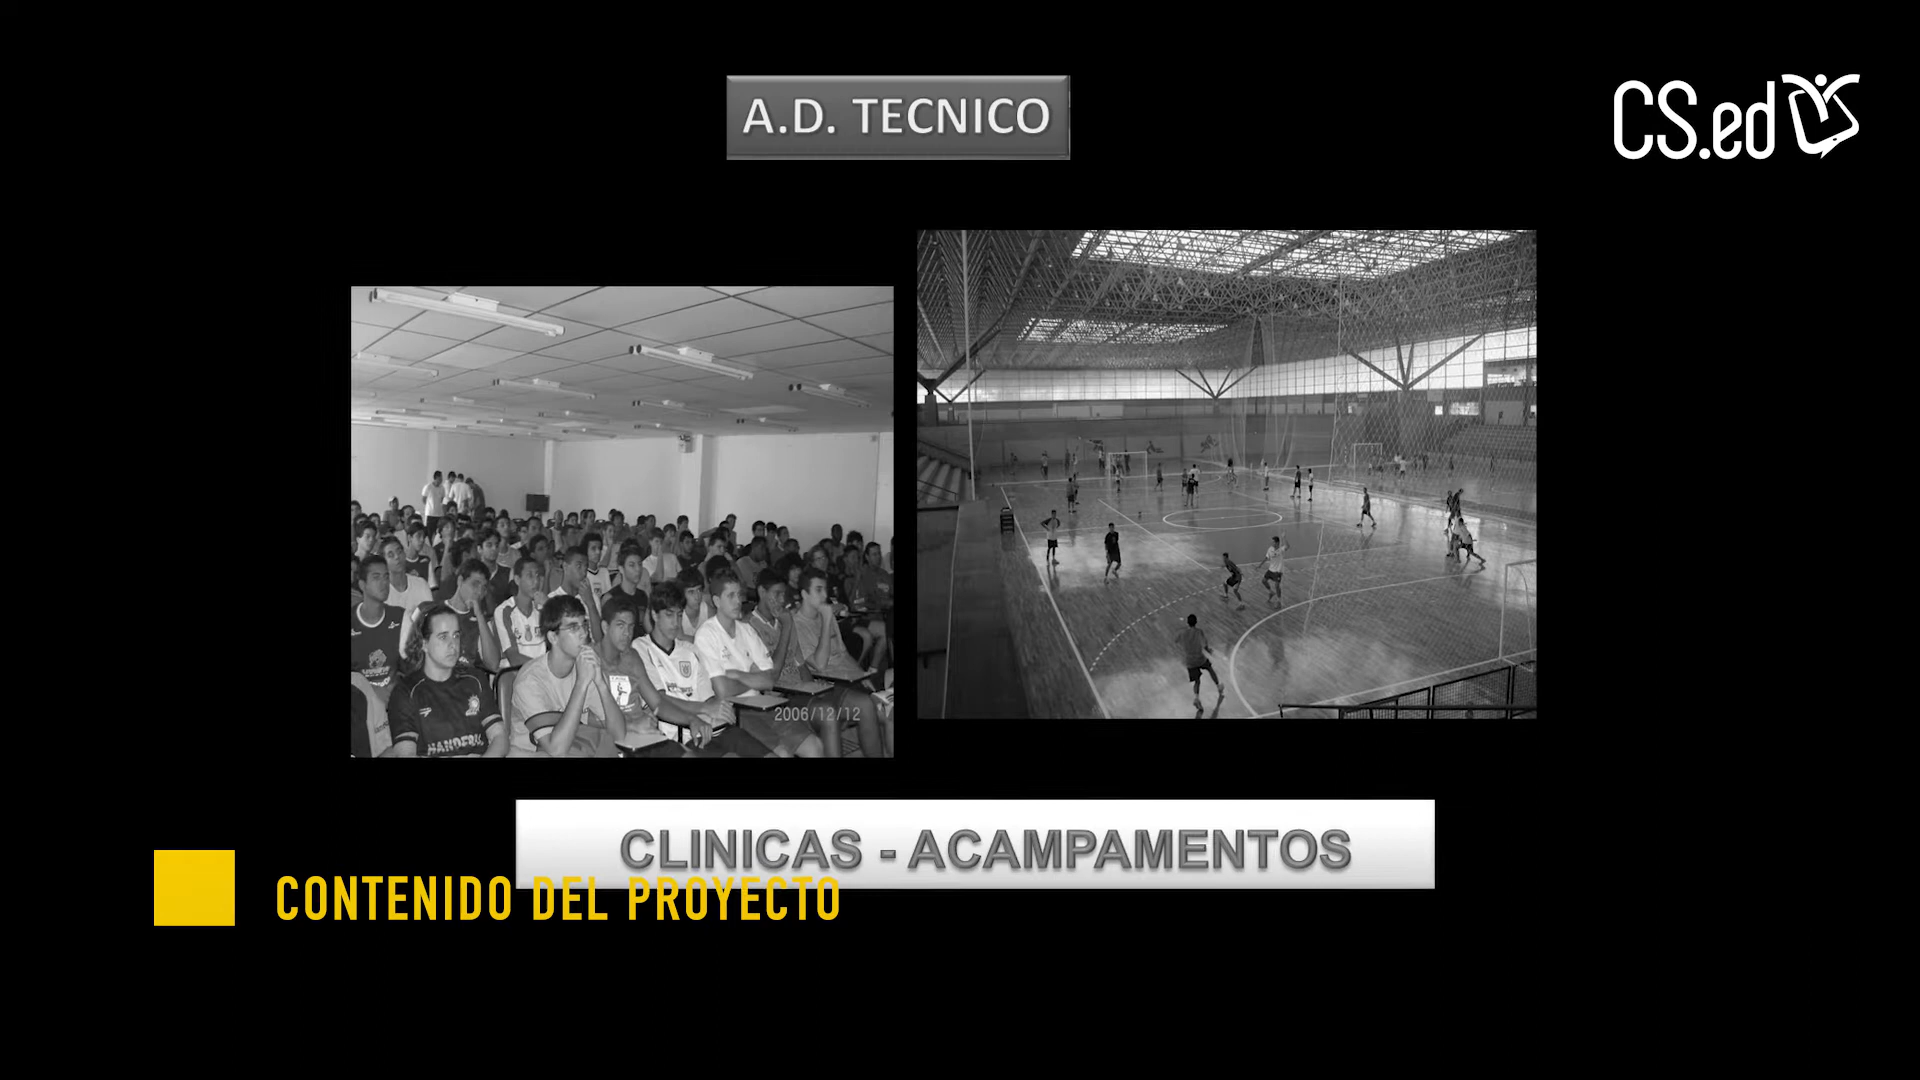 A.D. TECNICO
CS.ed
2006/12/12
HANDEBOL
CLINICAS - ACAMPAMENTOS
CONTENIDO DEL PROYECTO